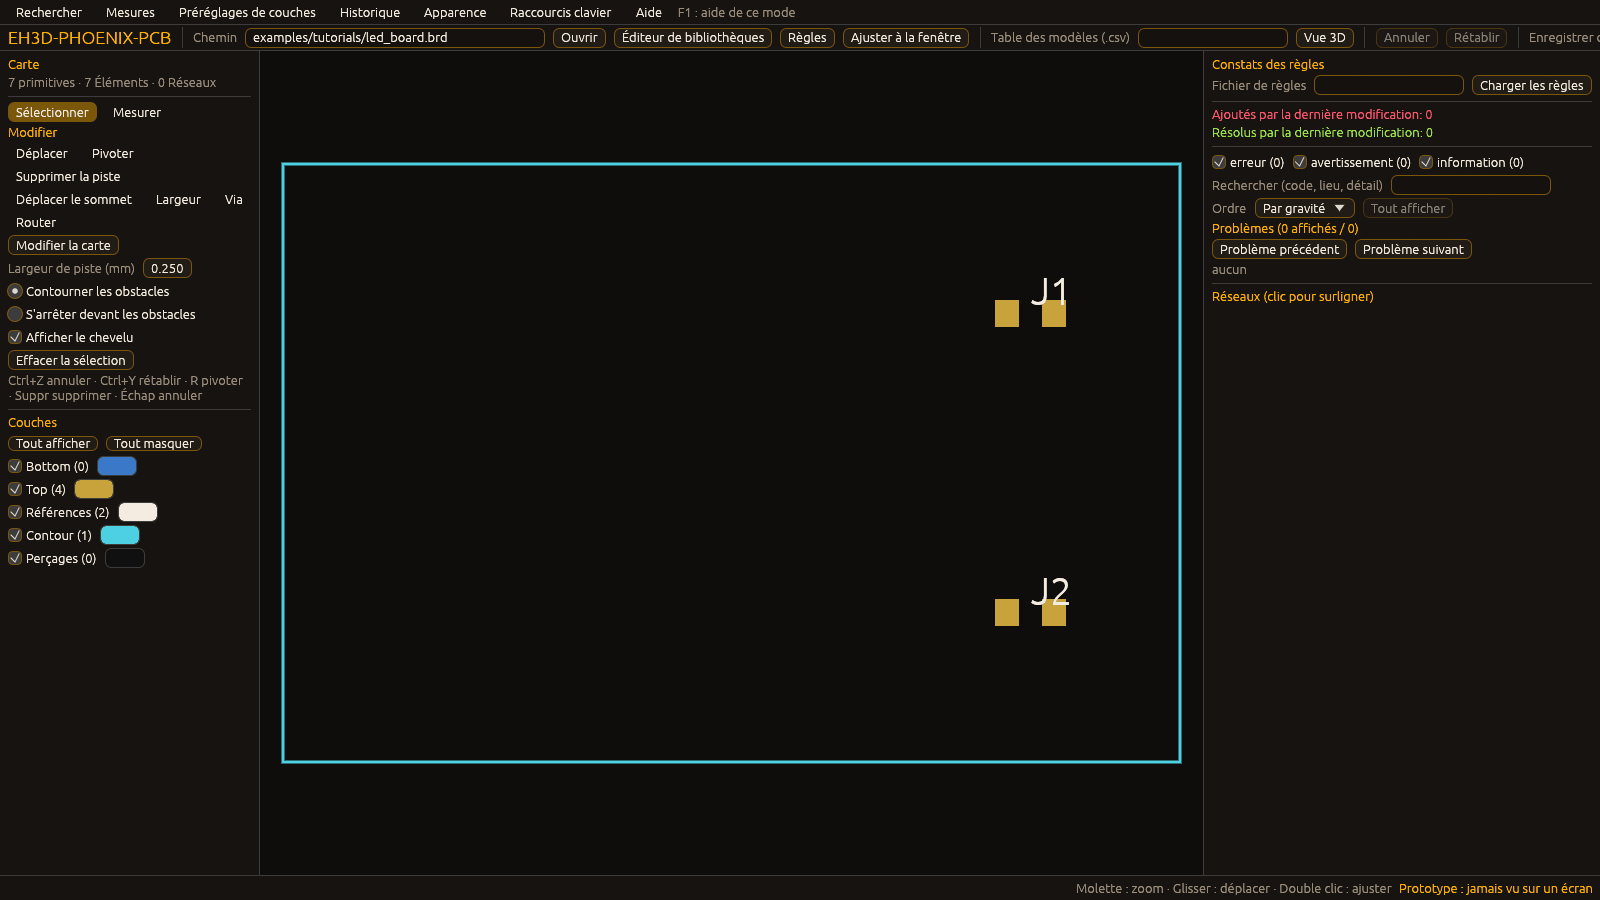 Rechercher Mesures Préréglages de couches Historique Apparence Raccourcis clavier Aide F1 : aide de ce mode
EH3D-PHOENIX-PCB Chemin examples/tutorials/led_board.brd Ouvrir Éditeur de bibliothèques Règles Ajuster à la fenêtre Table des modèles (.csv) Vue 3D Annuler Rétablir Enregistrer
Carte
7 primitives · 7 Éléments · 0 Réseaux
Sélectionner Mesurer
Modifier
Déplacer Pivoter
Supprimer la piste
Déplacer le sommet Largeur Via
Router
Modifier la carte
Largeur de piste (mm) 0.250
Contourner les obstacles
S'arrêter devant les obstacles
Afficher le chevelu
Effacer la sélection
Ctrl+Z annuler · Ctrl+Y rétablir · R pivoter
· Suppr supprimer · Échap annuler
Couches
Tout afficher Tout masquer
Bottom (0)
Top (4)
Références (2)
Contour (1)
Perçages (0)
J1
J2
Constats des règles
Fichier de règles Charger les règles
Ajoutés par la dernière modification: 0
Résolus par la dernière modification: 0
erreur (0) avertissement (0) information (0)
Rechercher (code, lieu, détail)
Ordre Par gravité Tout afficher
Problèmes (0 affichés / 0)
Problème précédent Problème suivant
aucun
Réseaux (clic pour surligner)
Molette : zoom · Glisser : déplacer · Double clic : ajuster Prototype : jamais vu sur un écran